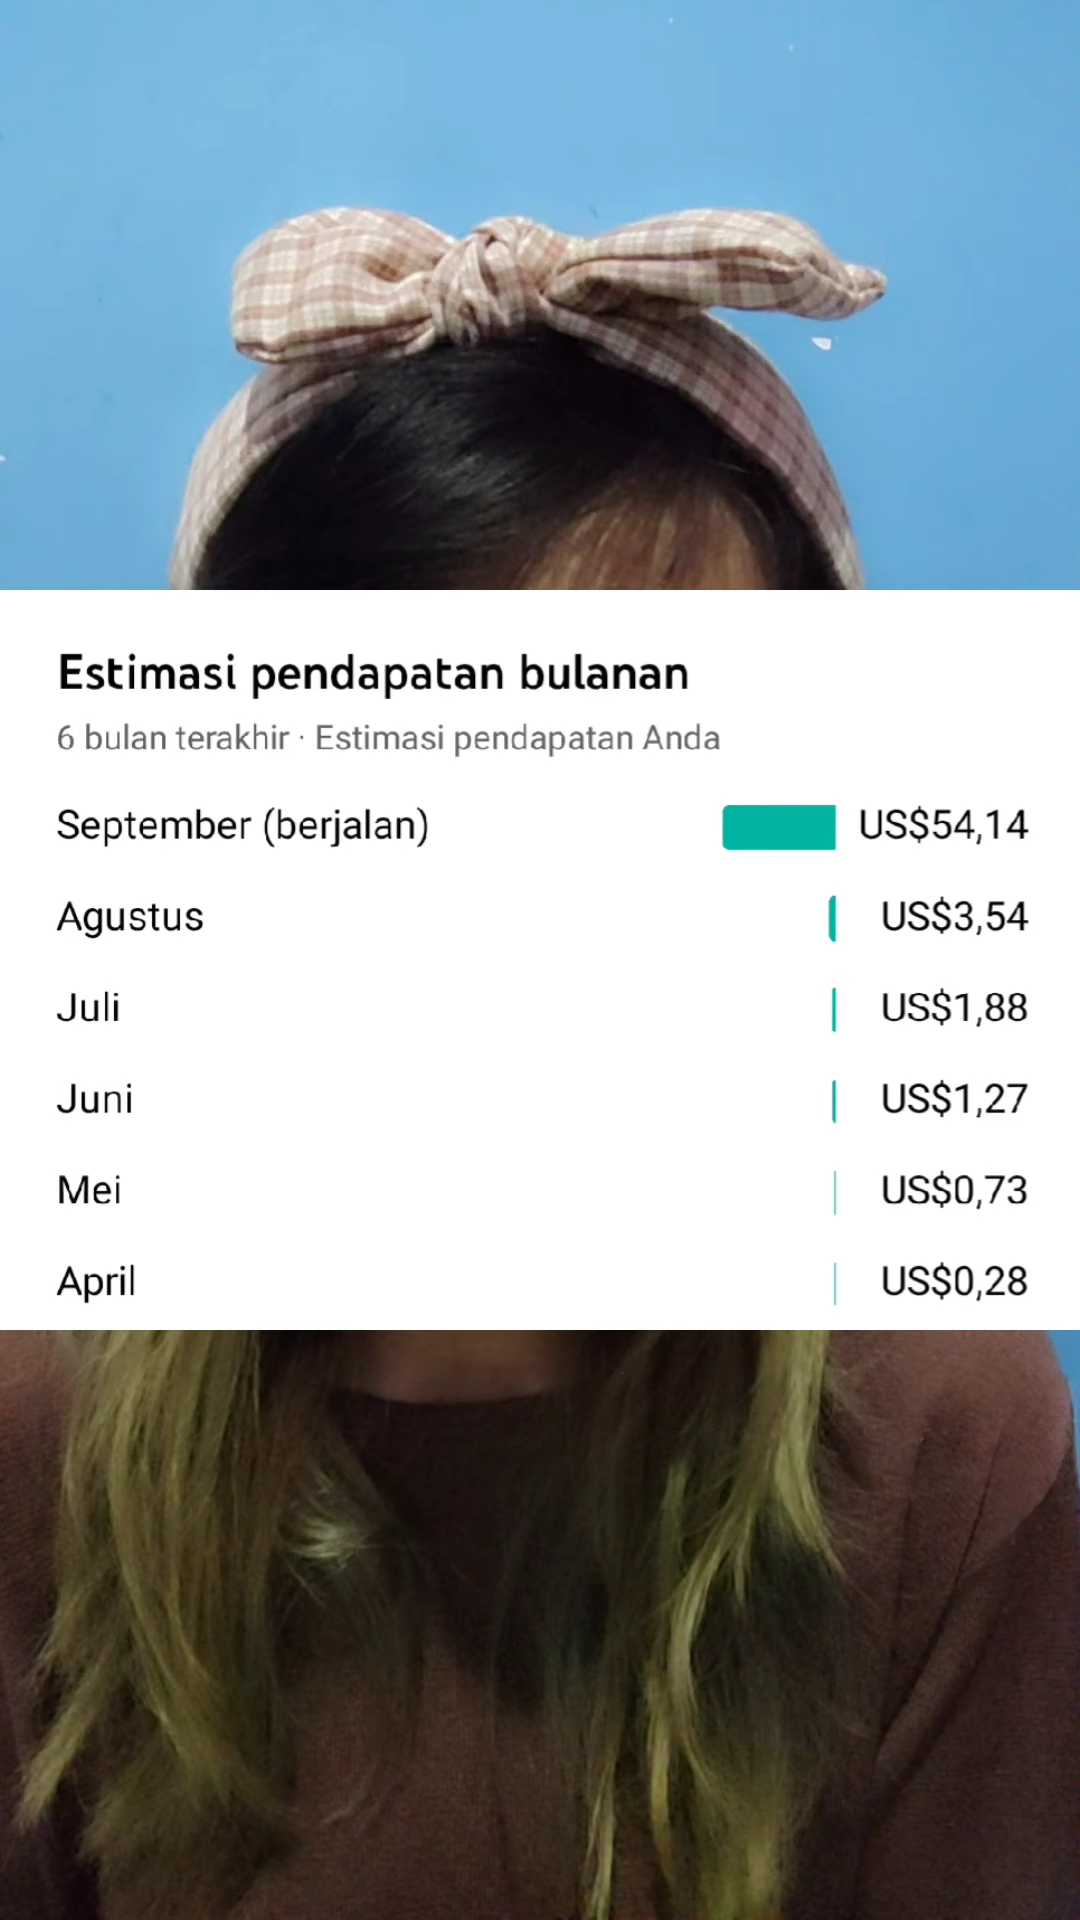 Estimasi pendapatan bulanan
6 bulan terakhir · Estimasi pendapatan Anda
September (berjalan) US$54,14
Agustus US$3,54
Juli US$1,88
Juni US$1,27
Mei US$0,73
April US$0,28